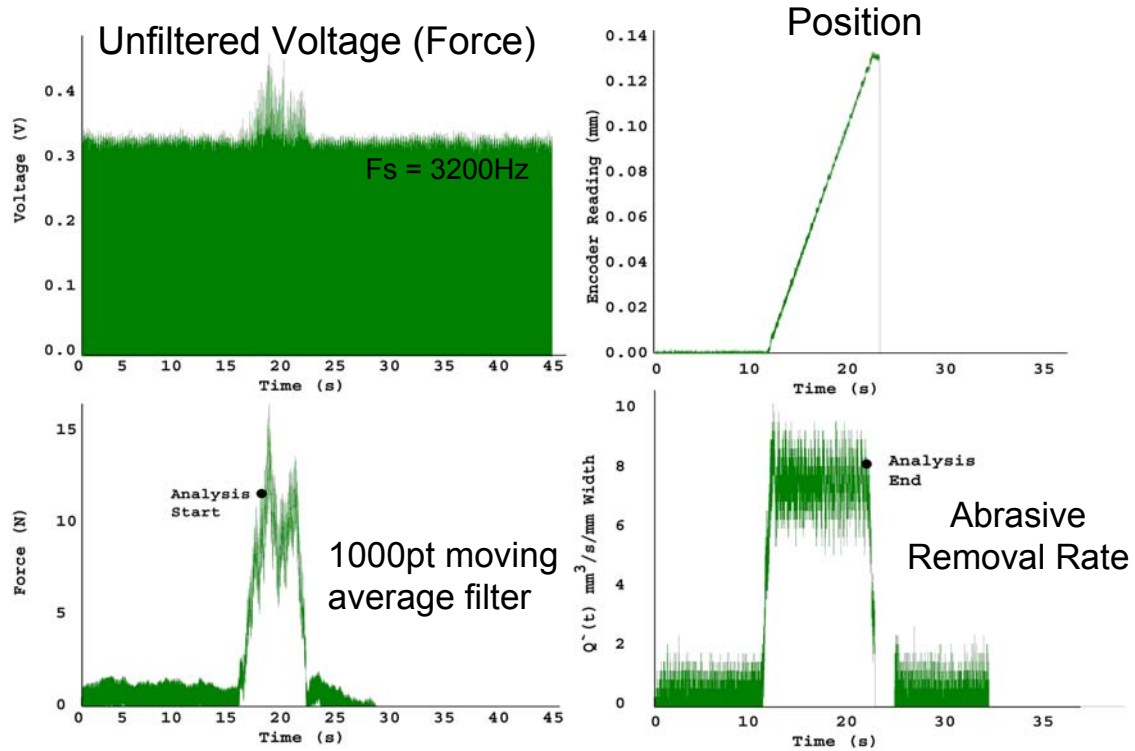 Unfiltered Voltage (Force)
Voltage (V)
0.4
0.3
0.2
0.1
0.0
Fs = 3200Hz
0 5 10 15 20 25 30 35 40 45
Time (s)
Position
Encoder Reading (mm)
0.14
0.12
0.10
0.08
0.06
0.04
0.02
0.00
0 10 20 30 35
Time (s)
Force (N)
15
10
5
0
Analysis
Start
1000pt moving
average filter
0 5 10 15 20 25 30 35 40 45
Time (s)
Q~(t) mm^3/s/mm Width
10
8
6
4
2
0
Analysis
End
Abrasive
Removal Rate
0 10 20 30 35
Time (s)